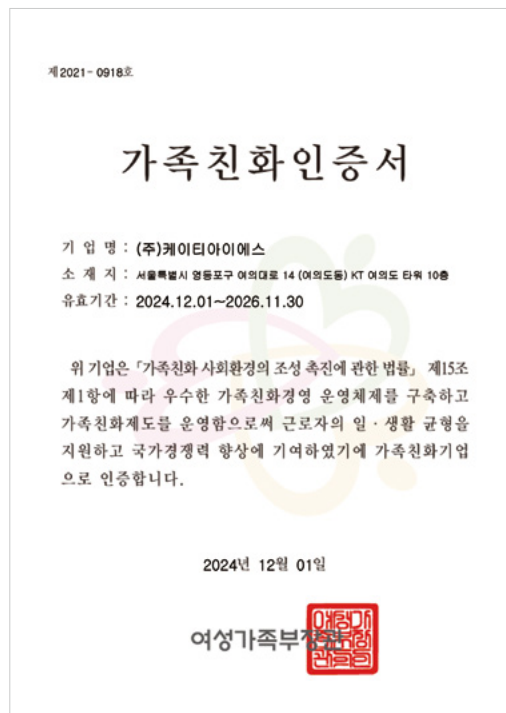 제2021-0918호
가족친화인증서
기 업 명 : (주)케이티아이에스
소 재 지 : 서울특별시 영등포구 여의대로 14 (여의도동) KT 여의도 타워 10층
유효기간 : 2024.12.01~2026.11.30
위 기업은 「가족친화 사회환경의 조성 촉진에 관한 법률」 제15조
제1항에 따라 우수한 가족친화경영 운영체제를 구축하고
가족친화제도를 운영함으로써 근로자의 일 · 생활 균형을
지원하고 국가경쟁력 향상에 기여하였기에 가족친화기업
으로 인증합니다.
2024년 12월 01일
여성가족부장관